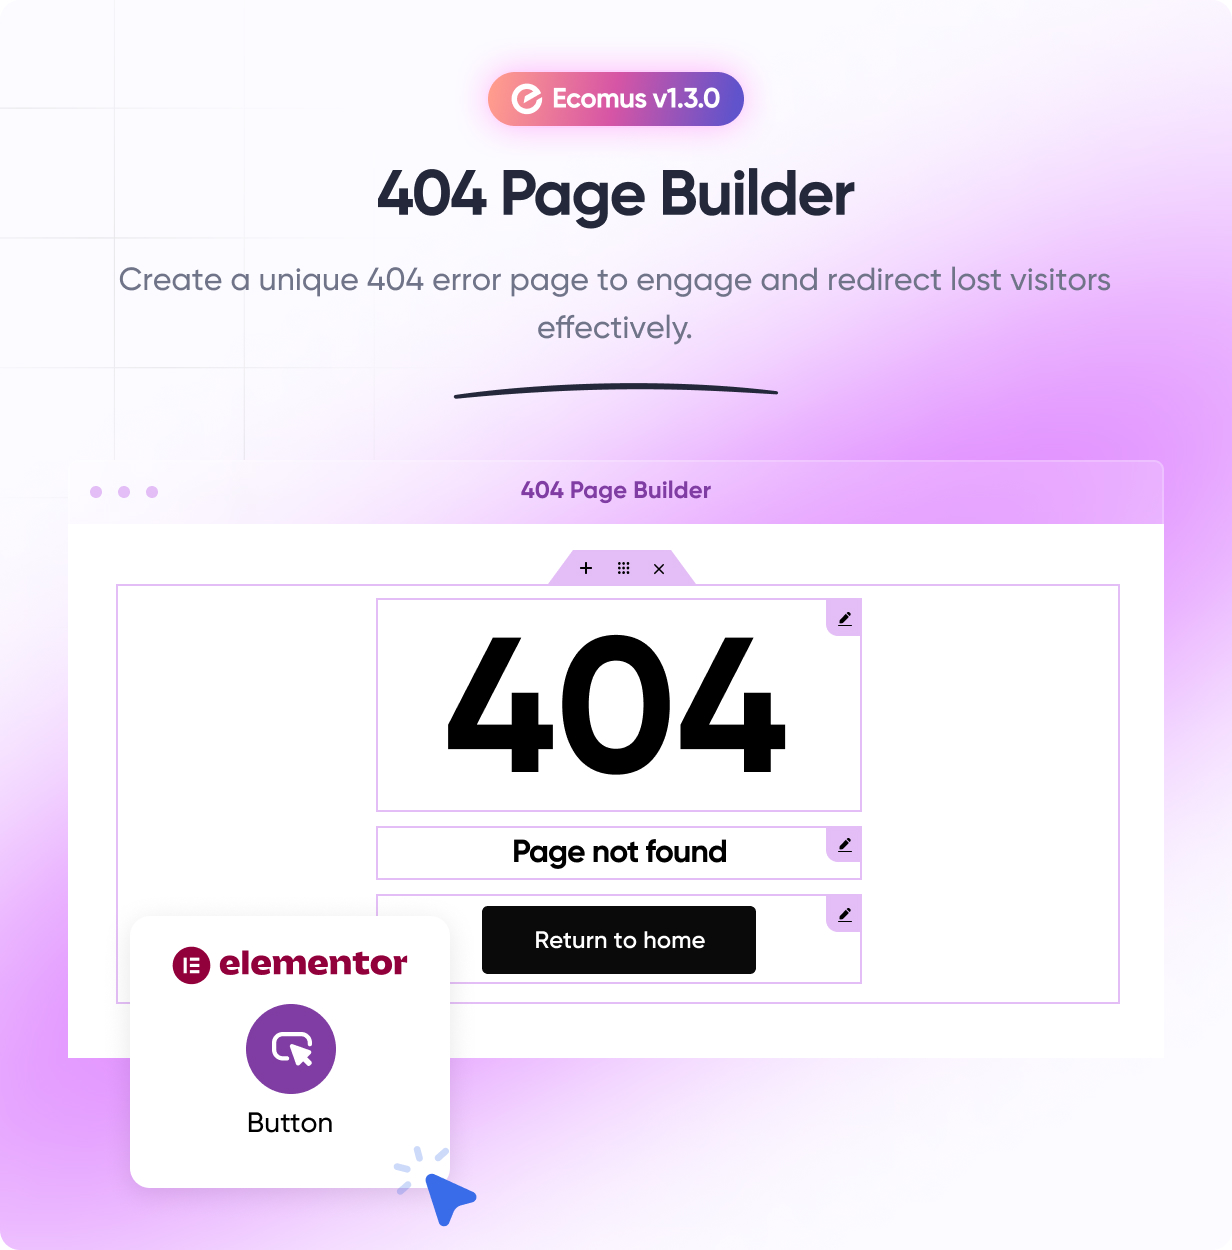 Ecomus v1.3.0
404 Page Builder
Create a unique 404 error page to engage and redirect lost visitors
effectively.
404 Page Builder
404
Page not found
Return to home
elementor
Button